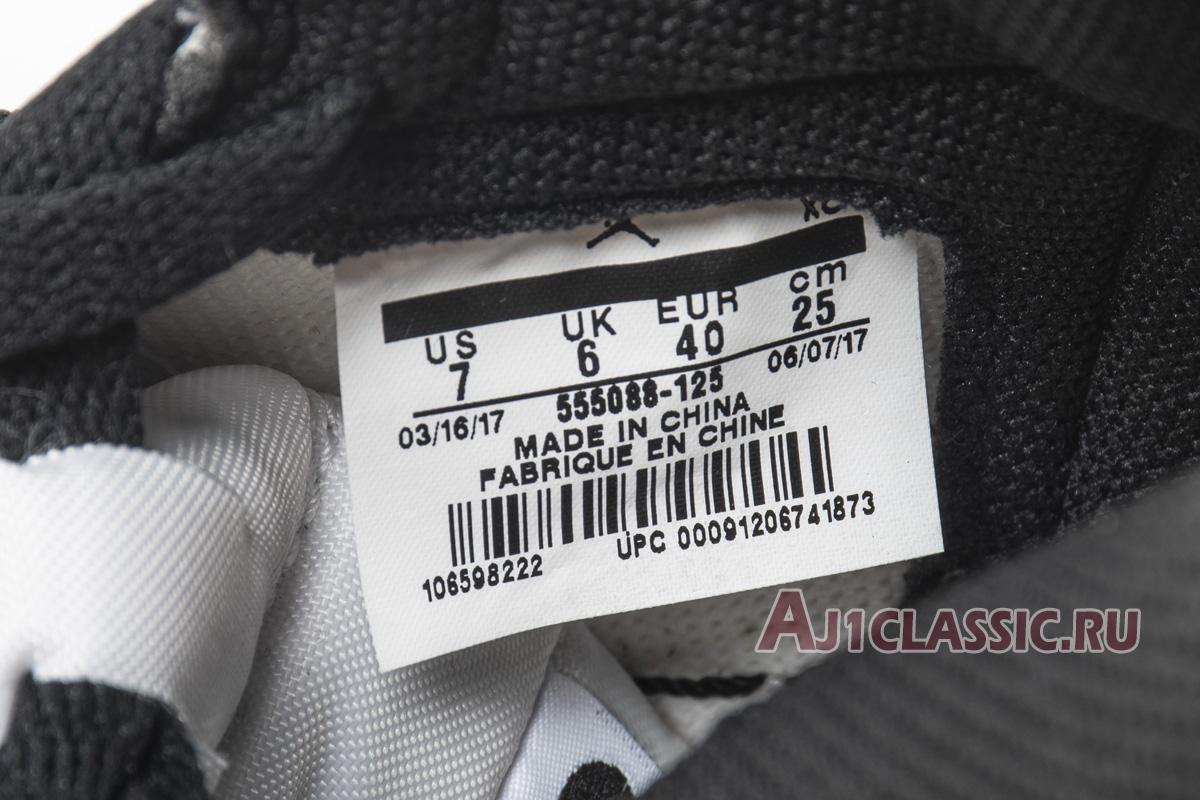 XC
US UK EUR cm
7 6 40 25
03/16/17 555088-125 06/07/17
MADE IN CHINA
FABRIQUE EN CHINE
106598222 UPC 00091206741873
AJ1CLASSIC.RU